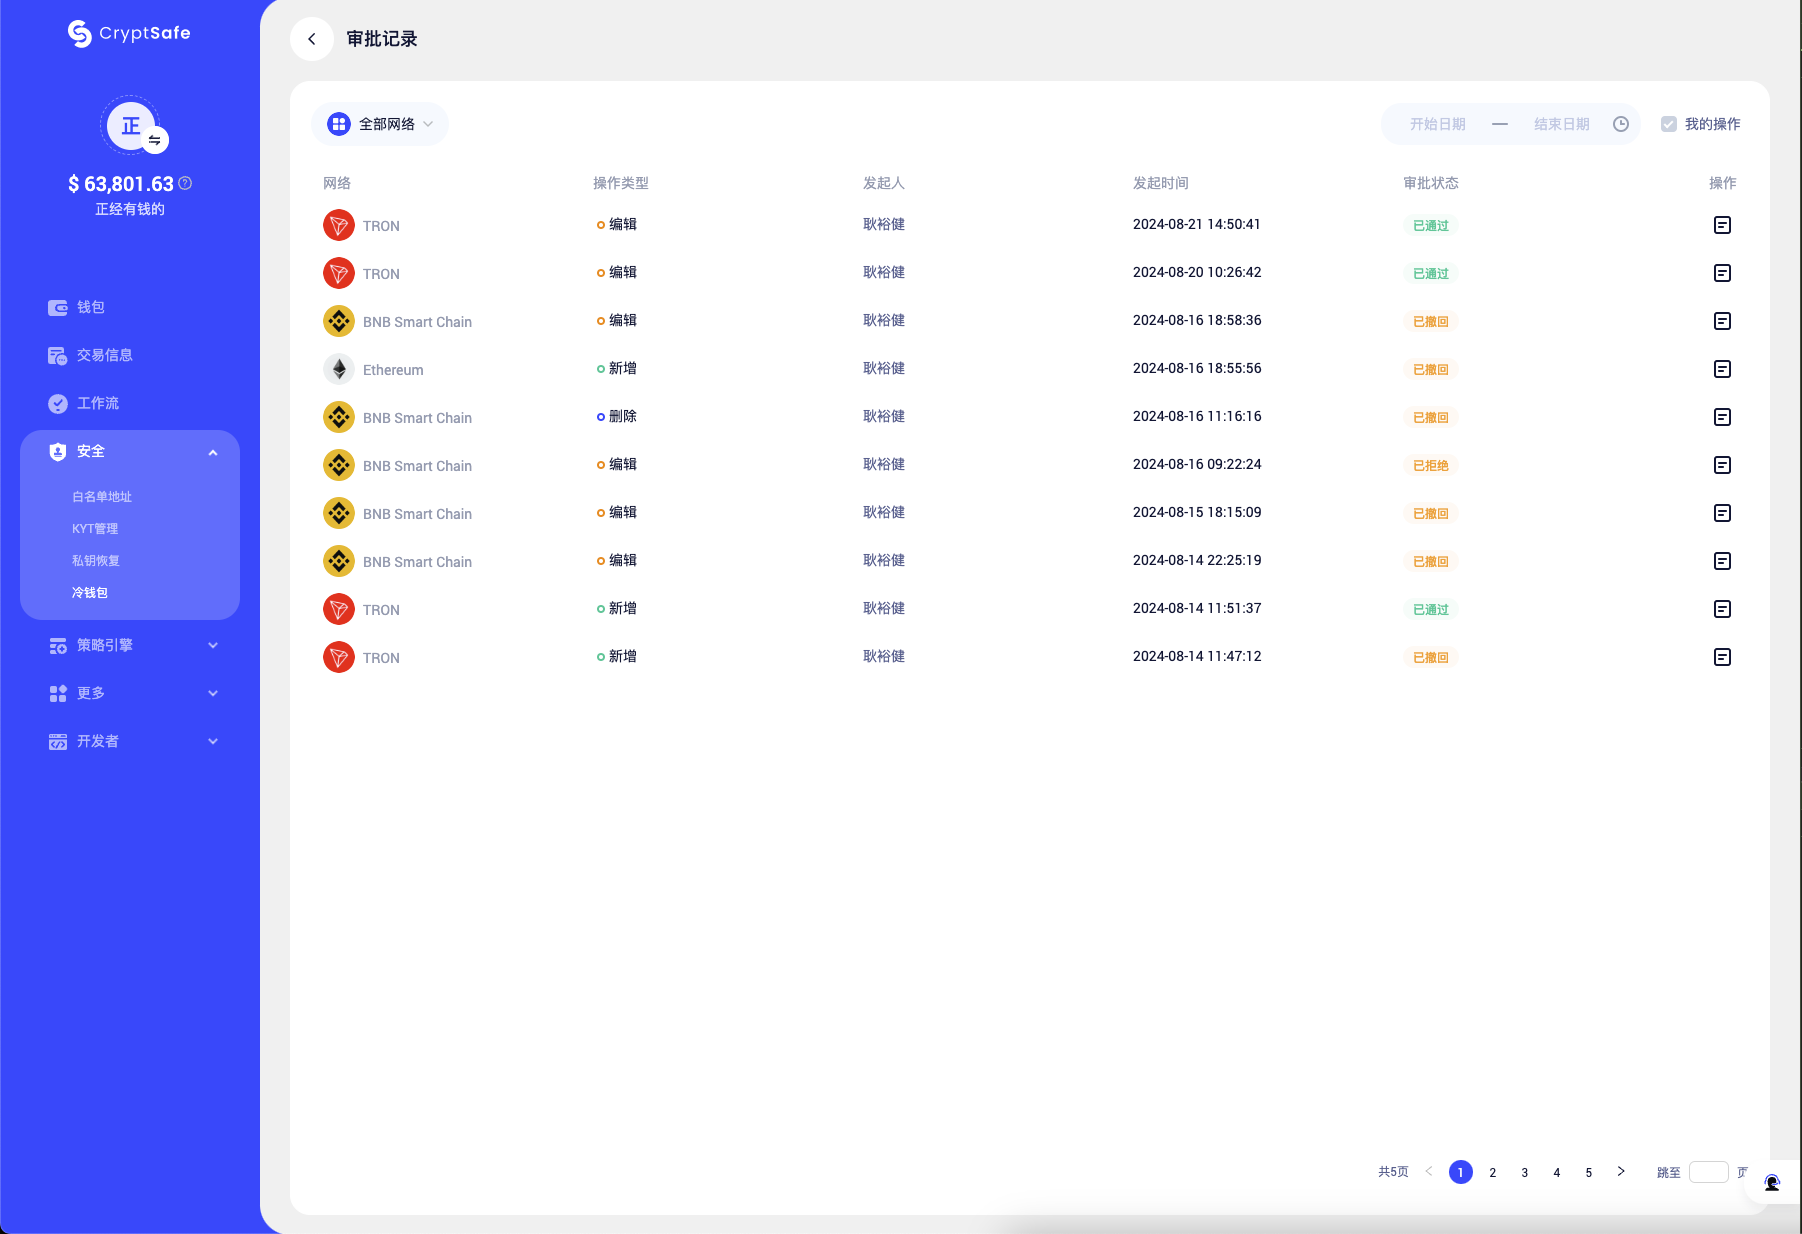 CryptSafe
正
$ 63,801.63
正经有钱的
钱包
交易信息
工作流
安全
白名单地址
KYT管理
私钥恢复
冷钱包
策略引擎
更多
开发者
审批记录
全部网络
开始日期 — 结束日期
我的操作
网络 操作类型 发起人 发起时间 审批状态 操作
TRON 编辑 耿裕健 2024-08-21 14:50:41 已通过
TRON 编辑 耿裕健 2024-08-20 10:26:42 已通过
BNB Smart Chain 编辑 耿裕健 2024-08-16 18:58:36 已撤回
Ethereum 新增 耿裕健 2024-08-16 18:55:56 已撤回
BNB Smart Chain 删除 耿裕健 2024-08-16 11:16:16 已撤回
BNB Smart Chain 编辑 耿裕健 2024-08-16 09:22:24 已拒绝
BNB Smart Chain 编辑 耿裕健 2024-08-15 18:15:09 已撤回
BNB Smart Chain 编辑 耿裕健 2024-08-14 22:25:19 已撤回
TRON 新增 耿裕健 2024-08-14 11:51:37 已通过
TRON 新增 耿裕健 2024-08-14 11:47:12 已撤回
共5页 < 1 2 3 4 5 > 跳至 页